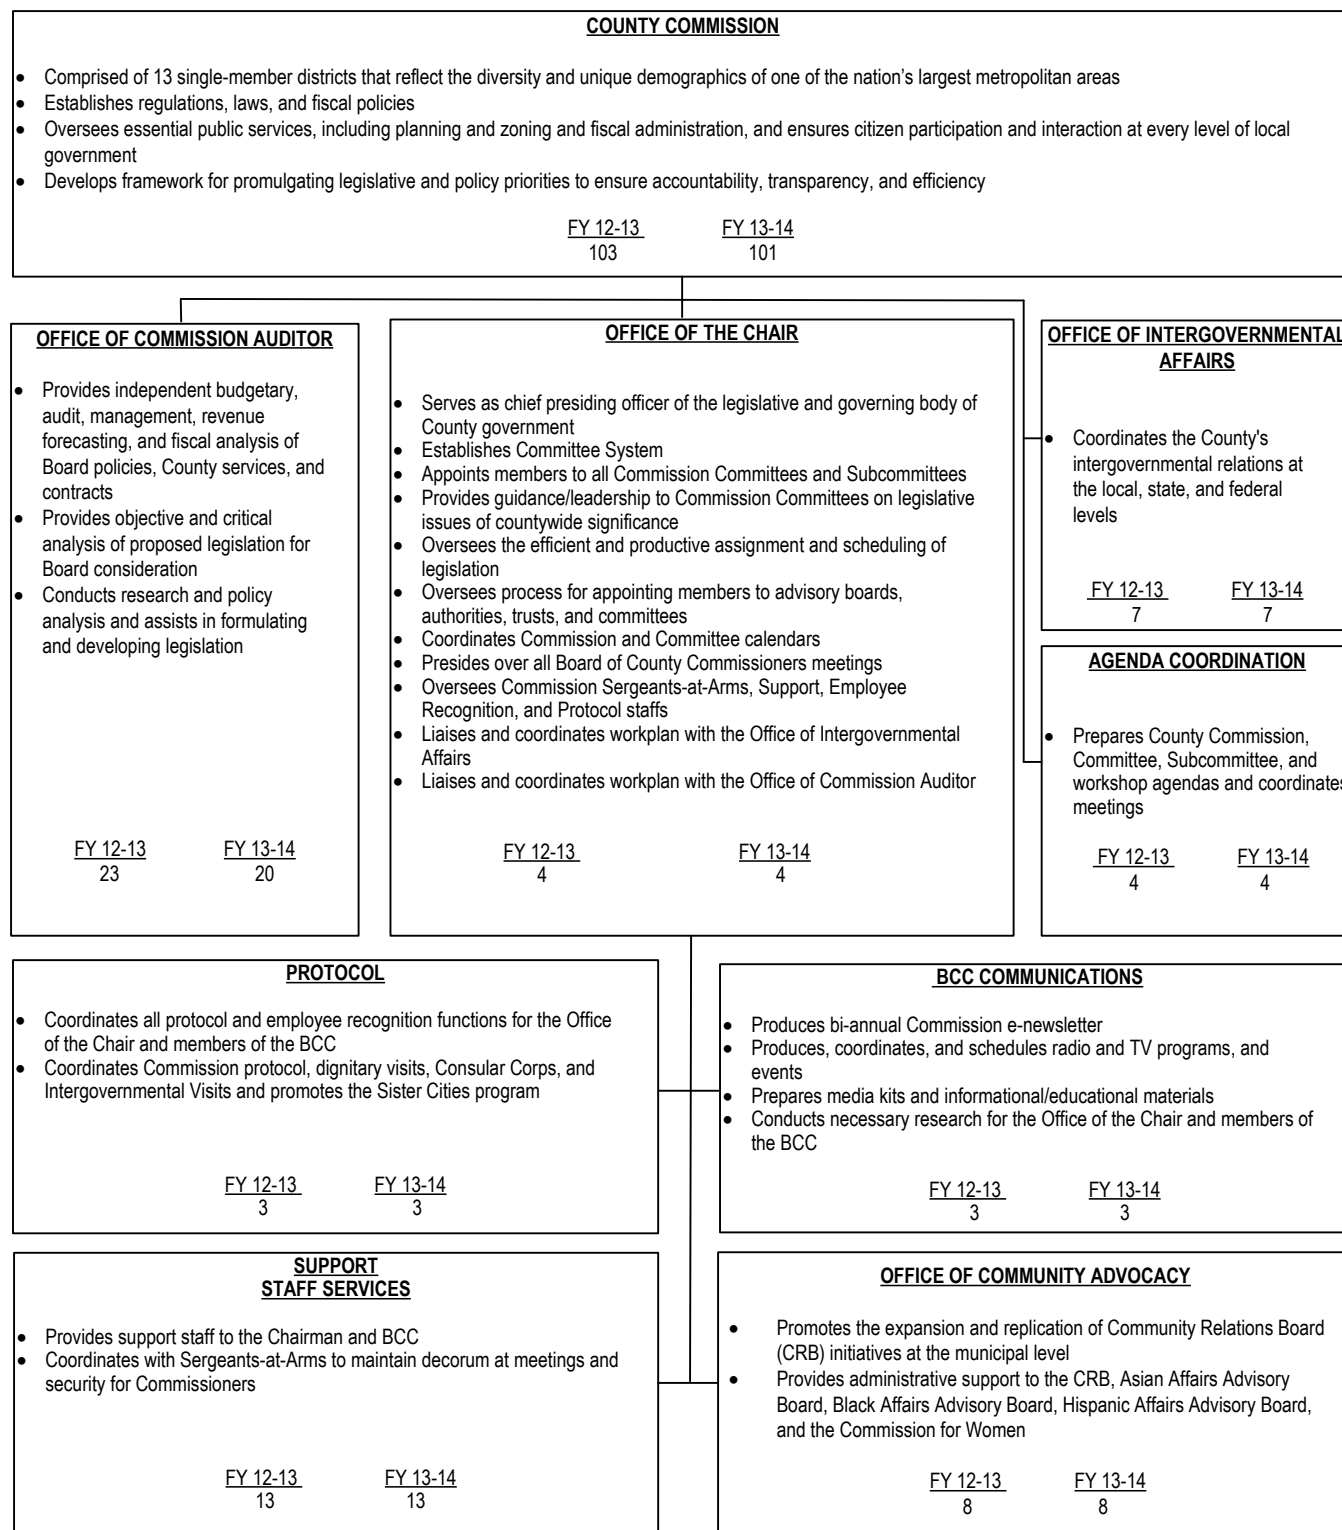 COUNTY COMMISSION
• Comprised of 13 single-member districts that reflect the diversity and unique demographics of one of the nation’s largest metropolitan areas
• Establishes regulations, laws, and fiscal policies
• Oversees essential public services, including planning and zoning and fiscal administration, and ensures citizen participation and interaction at every level of local
government
• Develops framework for promulgating legislative and policy priorities to ensure accountability, transparency, and efficiency
FY 12-13 FY 13-14
103 101
OFFICE OF COMMISSION AUDITOR
• Provides independent budgetary,
audit, management, revenue
forecasting, and fiscal analysis of
Board policies, County services, and
contracts
• Provides objective and critical
analysis of proposed legislation for
Board consideration
• Conducts research and policy
analysis and assists in formulating
and developing legislation
FY 12-13 FY 13-14
23 20
OFFICE OF THE CHAIR
• Serves as chief presiding officer of the legislative and governing body of
County government
• Establishes Committee System
• Appoints members to all Commission Committees and Subcommittees
• Provides guidance/leadership to Commission Committees on legislative
issues of countywide significance
• Oversees the efficient and productive assignment and scheduling of
legislation
• Oversees process for appointing members to advisory boards,
authorities, trusts, and committees
• Coordinates Commission and Committee calendars
• Presides over all Board of County Commissioners meetings
• Oversees Commission Sergeants-at-Arms, Support, Employee
Recognition, and Protocol staffs
• Liaises and coordinates workplan with the Office of Intergovernmental
Affairs
• Liaises and coordinates workplan with the Office of Commission Auditor
FY 12-13 FY 13-14
4 4
OFFICE OF INTERGOVERNMENTAL
AFFAIRS
• Coordinates the County's
intergovernmental relations at
the local, state, and federal
levels
FY 12-13 FY 13-14
7 7
AGENDA COORDINATION
• Prepares County Commission,
Committee, Subcommittee, and
workshop agendas and coordinates
meetings
FY 12-13 FY 13-14
4 4
PROTOCOL
• Coordinates all protocol and employee recognition functions for the Office
of the Chair and members of the BCC
• Coordinates Commission protocol, dignitary visits, Consular Corps, and
Intergovernmental Visits and promotes the Sister Cities program
FY 12-13 FY 13-14
3 3
BCC COMMUNICATIONS
• Produces bi-annual Commission e-newsletter
• Produces, coordinates, and schedules radio and TV programs, and
events
• Prepares media kits and informational/educational materials
• Conducts necessary research for the Office of the Chair and members of
the BCC
FY 12-13 FY 13-14
3 3
SUPPORT
STAFF SERVICES
• Provides support staff to the Chairman and BCC
• Coordinates with Sergeants-at-Arms to maintain decorum at meetings and
security for Commissioners
FY 12-13 FY 13-14
13 13
OFFICE OF COMMUNITY ADVOCACY
• Promotes the expansion and replication of Community Relations Board
(CRB) initiatives at the municipal level
• Provides administrative support to the CRB, Asian Affairs Advisory
Board, Black Affairs Advisory Board, Hispanic Affairs Advisory Board,
and the Commission for Women
FY 12-13 FY 13-14
8 8